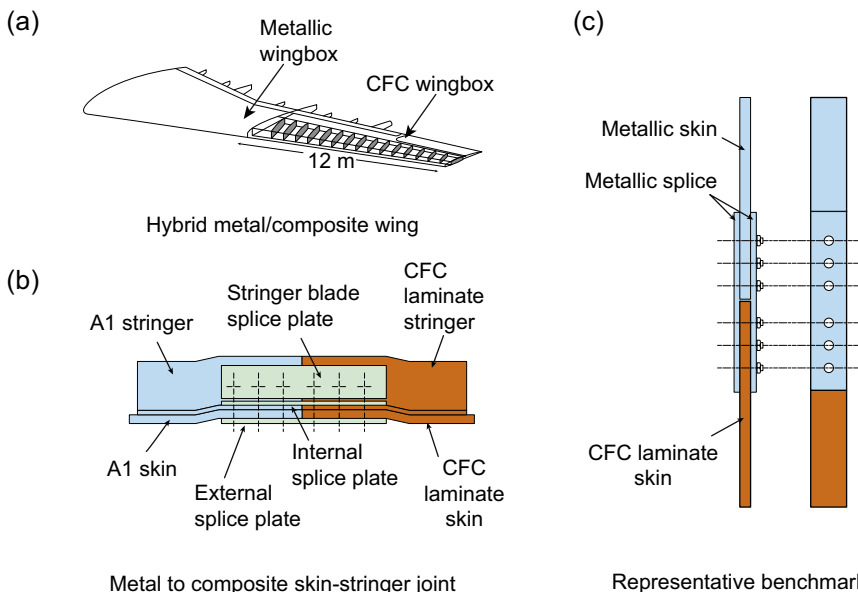 (a)
Metallic
wingbox
CFC wingbox
12 m
Hybrid metal/composite wing
(b)
A1 stringer
Stringer blade
splice plate
CFC
laminate
stringer
A1 skin
External
splice plate
Internal
splice plate
CFC
laminate
skin
Metal to composite skin-stringer joint
(c)
Metallic skin
Metallic splice
CFC laminate
skin
Representative benchmark